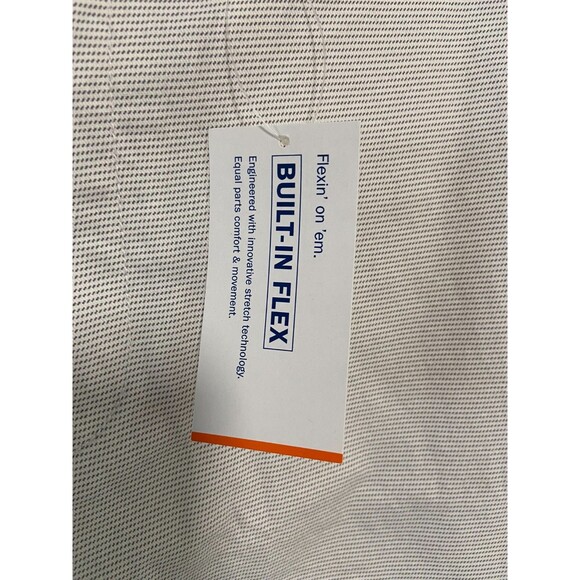 Flexin' on 'em.
BUILT-IN FLEX
Engineered with innovative stretch technology.
Equal parts comfort & movement.